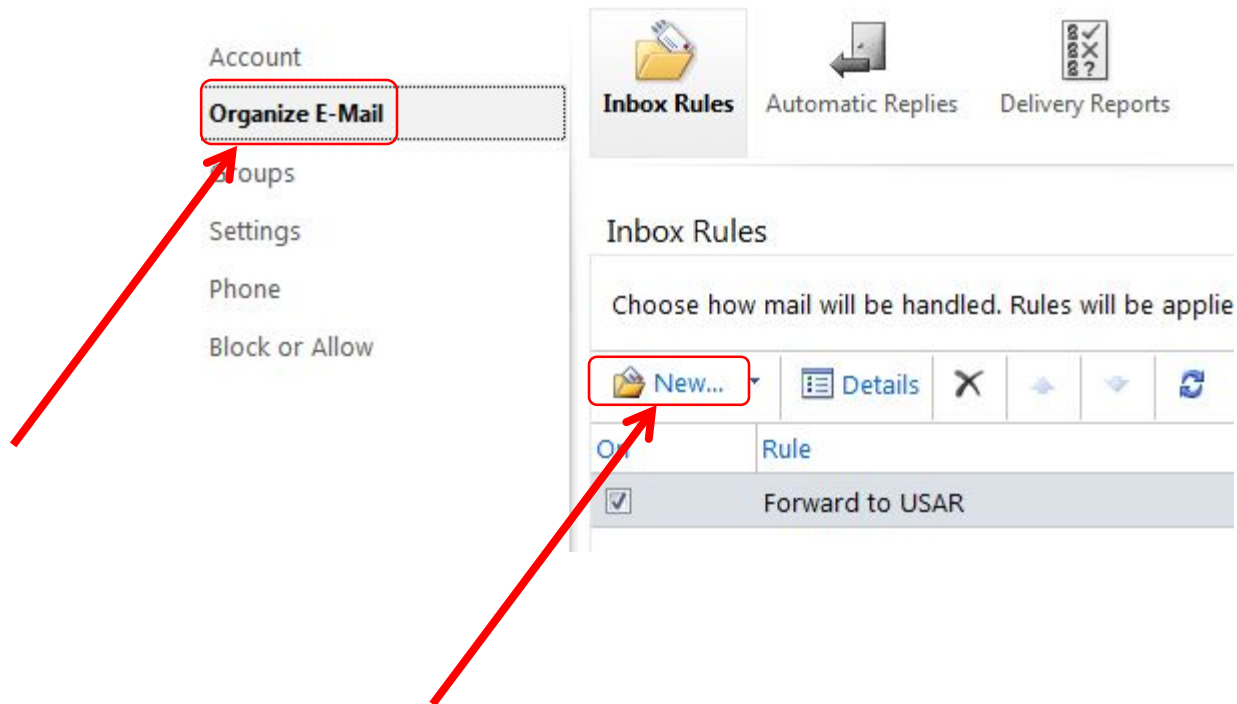 Account
Organize E-Mail
Groups
Settings
Phone
Block or Allow
Inbox Rules
Automatic Replies
Delivery Reports
Inbox Rules
Choose how mail will be handled. Rules will be applie
New...
Details
On
Rule
Forward to USAR